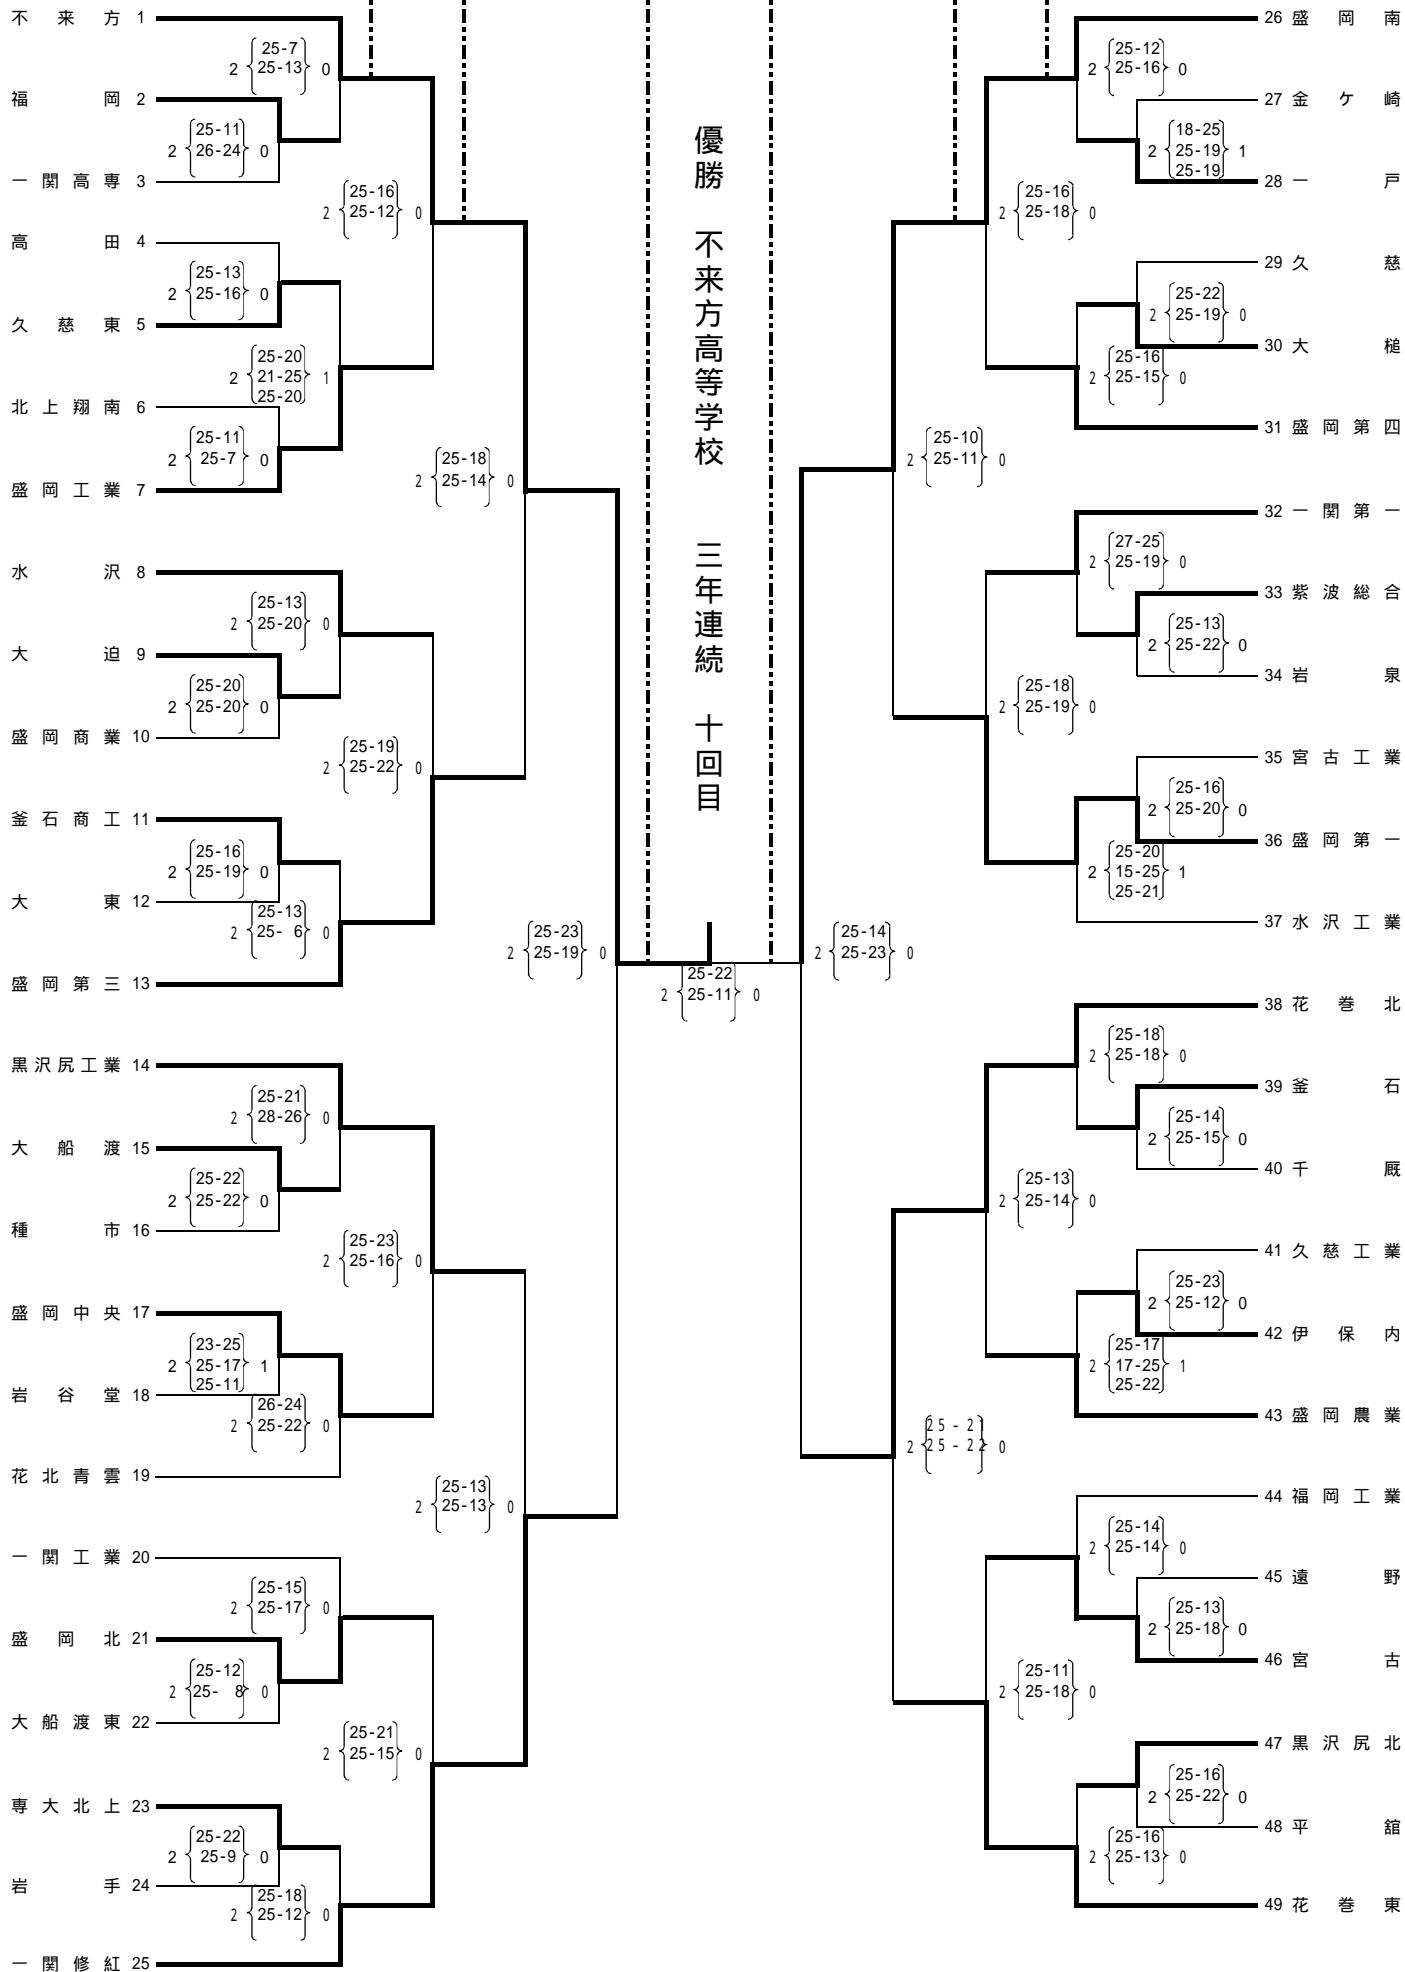 不来方 1
25-7
2 25-13 0
福岡 2
25-11
2 26-24 0
一関高専 3
25-16
2 25-12 0
高田 4
25-13
2 25-16 0
久慈東 5
25-20
2 21-25 1
25-20
北上翔南 6
25-11
2 25-7 0
盛岡工業 7
25-18
2 25-14 0
水沢 8
25-13
2 25-20 0
大迫 9
25-20
2 25-20 0
盛岡商業 10
25-19
2 25-22 0
釜石商工 11
25-16
2 25-19 0
大東 12
25-13
2 25- 6 0
盛岡第三 13
25-23
2 25-19 0
黒沢尻工業 14
25-21
2 28-26 0
大船渡 15
25-22
2 25-22 0
種市 16
25-23
2 25-16 0
盛岡中央 17
23-25
2 25-17 1
25-11
岩谷堂 18
26-24
2 25-22 0
花北青雲 19
25-13
2 25-13 0
一関工業 20
25-15
2 25-17 0
盛岡北 21
25-12
2 25- 8 0
大船渡東 22
25-21
2 25-15 0
専大北上 23
25-22
2 25-9 0
岩手 24
25-18
2 25-12 0
一関修紅 25
優勝 不来方高等学校 三年連続 十回目
25-22
2 25-11 0
26 盛岡南
25-12
2 25-16 0
27 金ケ崎
18-25
2 25-19 1
25-19
28 一戸
25-16
2 25-18 0
29 久慈
25-22
2 25-19 0
30 大槌
25-16
2 25-15 0
31 盛岡第四
25-10
2 25-11 0
32 一関第一
27-25
2 25-19 0
33 紫波総合
25-13
2 25-22 0
34 岩泉
25-18
2 25-19 0
35 宮古工業
25-16
2 25-20 0
36 盛岡第一
25-20
2 15-25 1
25-21
37 水沢工業
25-14
2 25-23 0
38 花巻北
25-18
2 25-18 0
39 釜石
25-14
2 25-15 0
40 千厩
25-13
2 25-14 0
41 久慈工業
25-23
2 25-12 0
42 伊保内
25-17
2 17-25 1
25-22
43 盛岡農業
25-21
2 25-22 0
44 福岡工業
25-14
2 25-14 0
45 遠野
25-13
2 25-18 0
46 宮古
25-11
2 25-18 0
47 黒沢尻北
25-16
2 25-22 0
48 平舘
25-16
2 25-13 0
49 花巻東